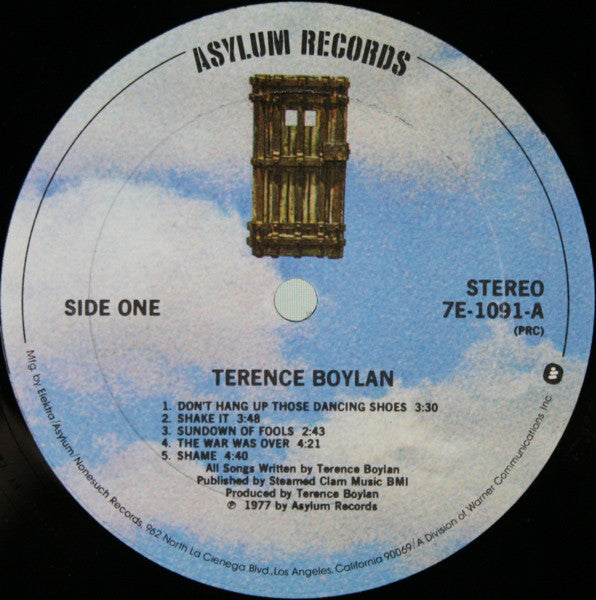 ASYLUM RECORDS
SIDE ONE
STEREO
7E-1091-A
(PRC)
TERENCE BOYLAN
1. DON'T HANG UP THOSE DANCING SHOES 3:30
2. SHAKE IT 3:48
3. SUNDOWN OF FOOLS 2:43
4. THE WAR WAS OVER 4:21
5. SHAME 4:40
All Songs Written by Terence Boylan
Published by Steamed Clam Music BMI
Produced by Terence Boylan
℗ 1977 by Asylum Records
Mfg. by Elektra/Asylum/Nonesuch Records, 962 North La Cienega Blvd., Los Angeles, California 90069/A Division of Warner Communications Inc.